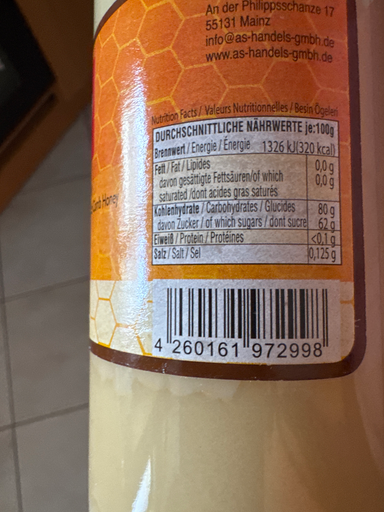 An der Philippsschanze 17
55131 Mainz
info@as-handels-gmbh.de
www.as-handels-gmbh.de
Nutrition Facts / Valeurs Nutritionnelles / Besin Ögeleri
DURCHSCHNITTLICHE NÄHRWERTE je:100g
Brennwert / Energie / Énergie 1326 kJ(320 kcal)
Fett / Fat / Lipides 0,0 g
davon gesättigte Fettsäuren/of which 0,0 g
saturated /dont acides gras saturés
Kohlenhydrate / Carbohydrates / Glucides 80 g
davon Zucker / of which sugars / dont sucre 62 g
Eiweiß / Protein / Protéines <0,1 g
Salz / Salt / Sel 0,125 g
Honey
4 260161 972998